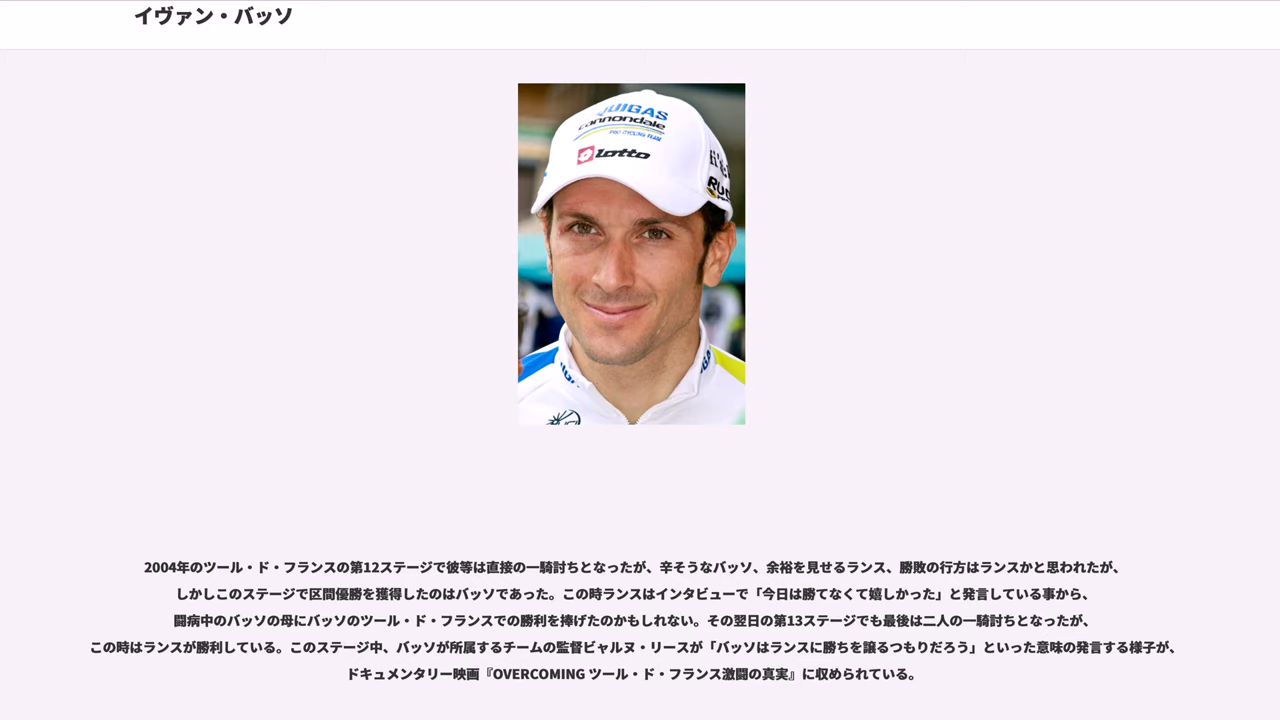 イヴァン・バッソ
QUIGAS
cannondale
PRO CYCLING TEAM
Lotto
2004年のツール・ド・フランスの第12ステージで彼等は直接の一騎討ちとなったが、辛そうなバッソ、余裕を見せるランス、勝敗の行方はランスかと思われたが、
しかしこのステージで区間優勝を獲得したのはバッソであった。この時ランスはインタビューで「今日は勝てなくて嬉しかった」と発言している事から、
闘病中のバッソの母にバッソのツール・ド・フランスでの勝利を捧げたのかもしれない。その翌日の第13ステージでも最後は二人の一騎討ちとなったが、
この時はランスが勝利している。このステージ中、バッソが所属するチームの監督ビャルヌ・リースが「バッソはランスに勝ちを譲るつもりだろう」といった意味の発言する様子が、
ドキュメンタリー映画『OVERCOMING ツール・ド・フランス激闘の真実』に収められている。